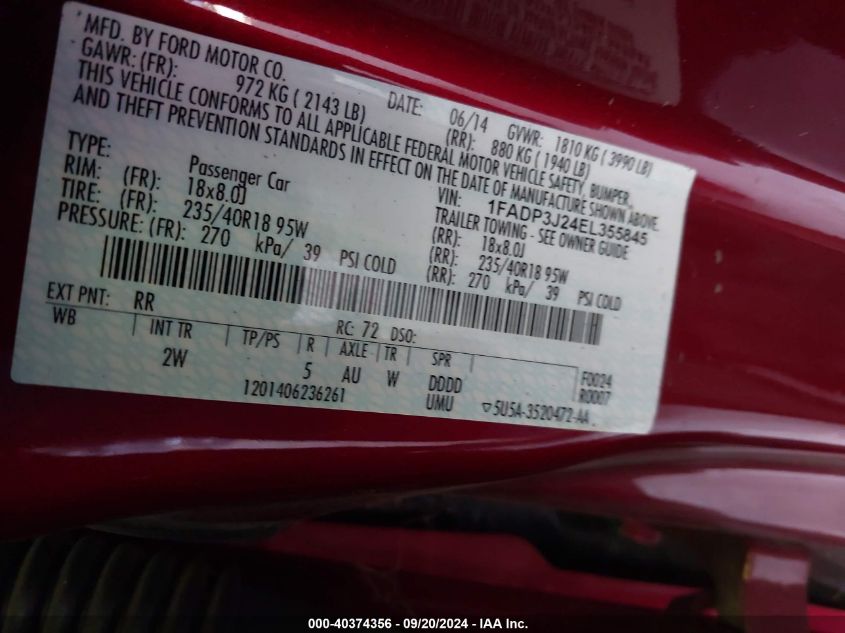 MFD. BY FORD MOTOR CO.
DATE: 06/14 GVWR: 1810 KG ( 3990 LB)
GAWR: (FR): 972 KG ( 2143 LB) (RR): 880 KG ( 1940 LB)
THIS VEHICLE CONFORMS TO ALL APPLICABLE FEDERAL MOTOR VEHICLE SAFETY, BUMPER,
AND THEFT PREVENTION STANDARDS IN EFFECT ON THE DATE OF MANUFACTURE SHOWN ABOVE.
VIN: 1FADP3J24EL355845
TYPE: Passenger Car TRAILER TOWING - SEE OWNER GUIDE
RIM: (FR): 18x8.0J (RR): 18x8.0J
TIRE: (FR): 235/40R18 95W (RR): 235/40R18 95W
PRESSURE: (FR): 270 kPa/ 39 PSI COLD (RR): 270 kPa/ 39 PSI COLD
EXT PNT: RR RC: 72 DSO:
WB INT TR TP/PS R AXLE TR SPR F0024
2W 5 AU W DDDD R0007
1201406236261 UMU ▽5U5A-3520472-AA
000-40374356 - 09/20/2024 - IAA Inc.